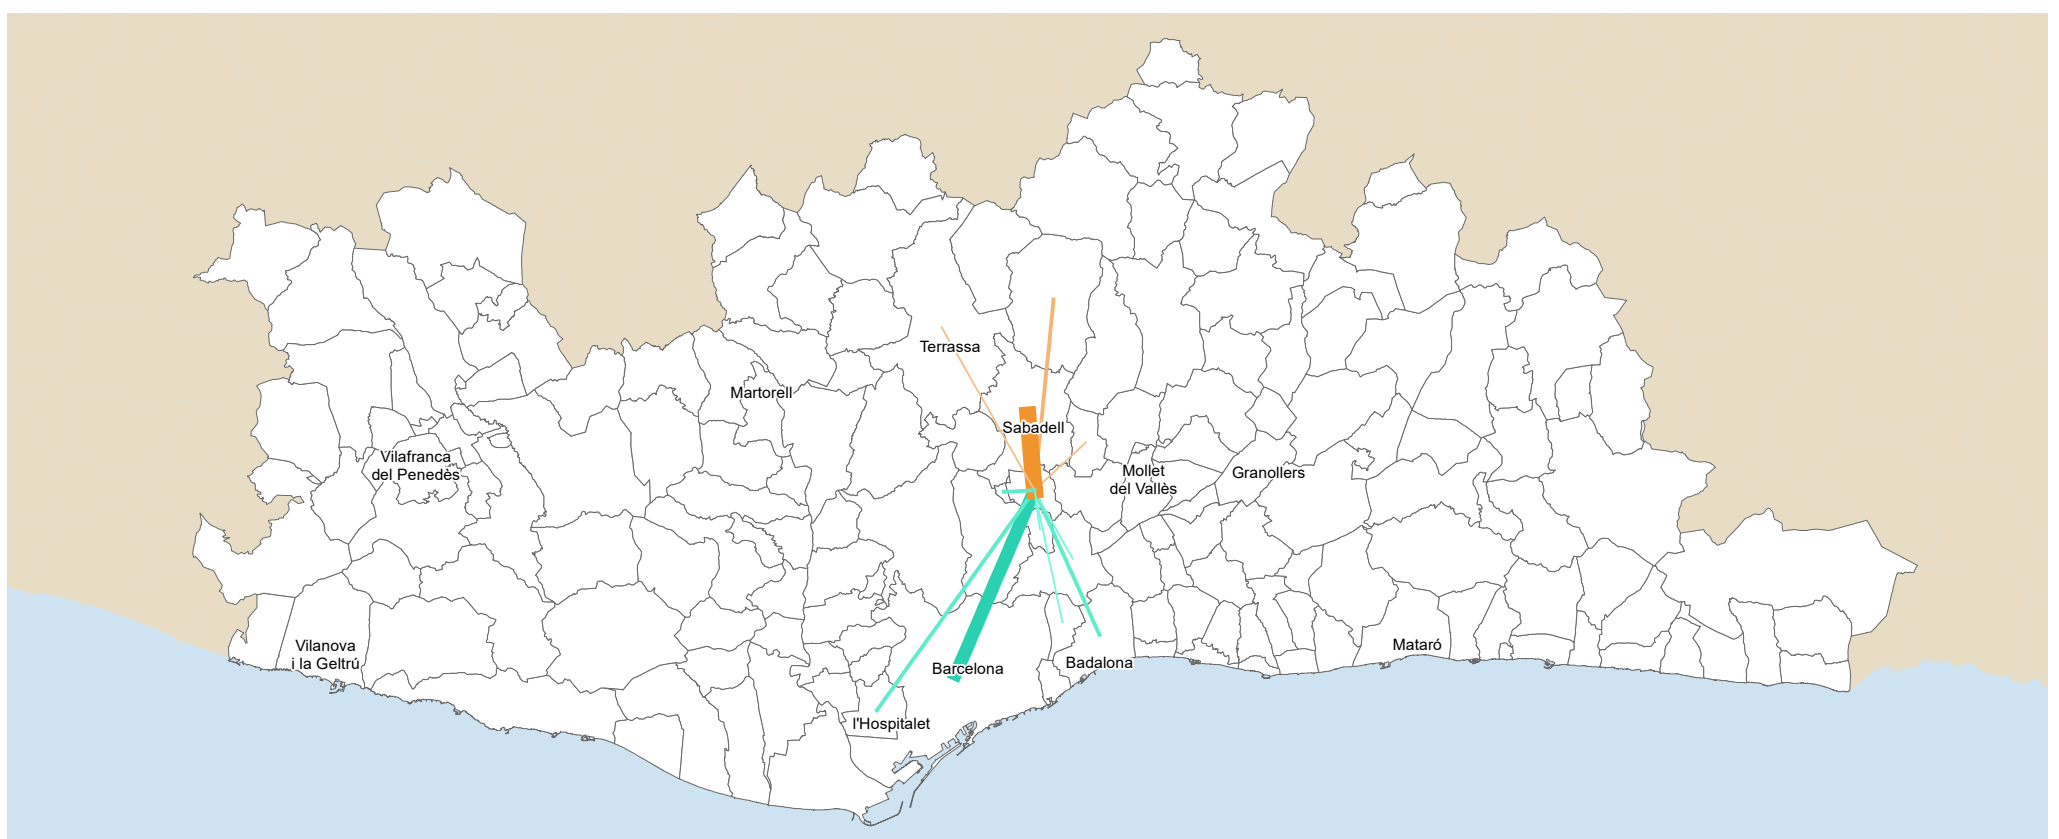 Terrassa
Martorell
Sabadell
Vilafranca
del Penedès
Mollet
del Vallès
Granollers
Vilanova
i la Geltrú
Barcelona
Badalona
Mataró
l'Hospitalet